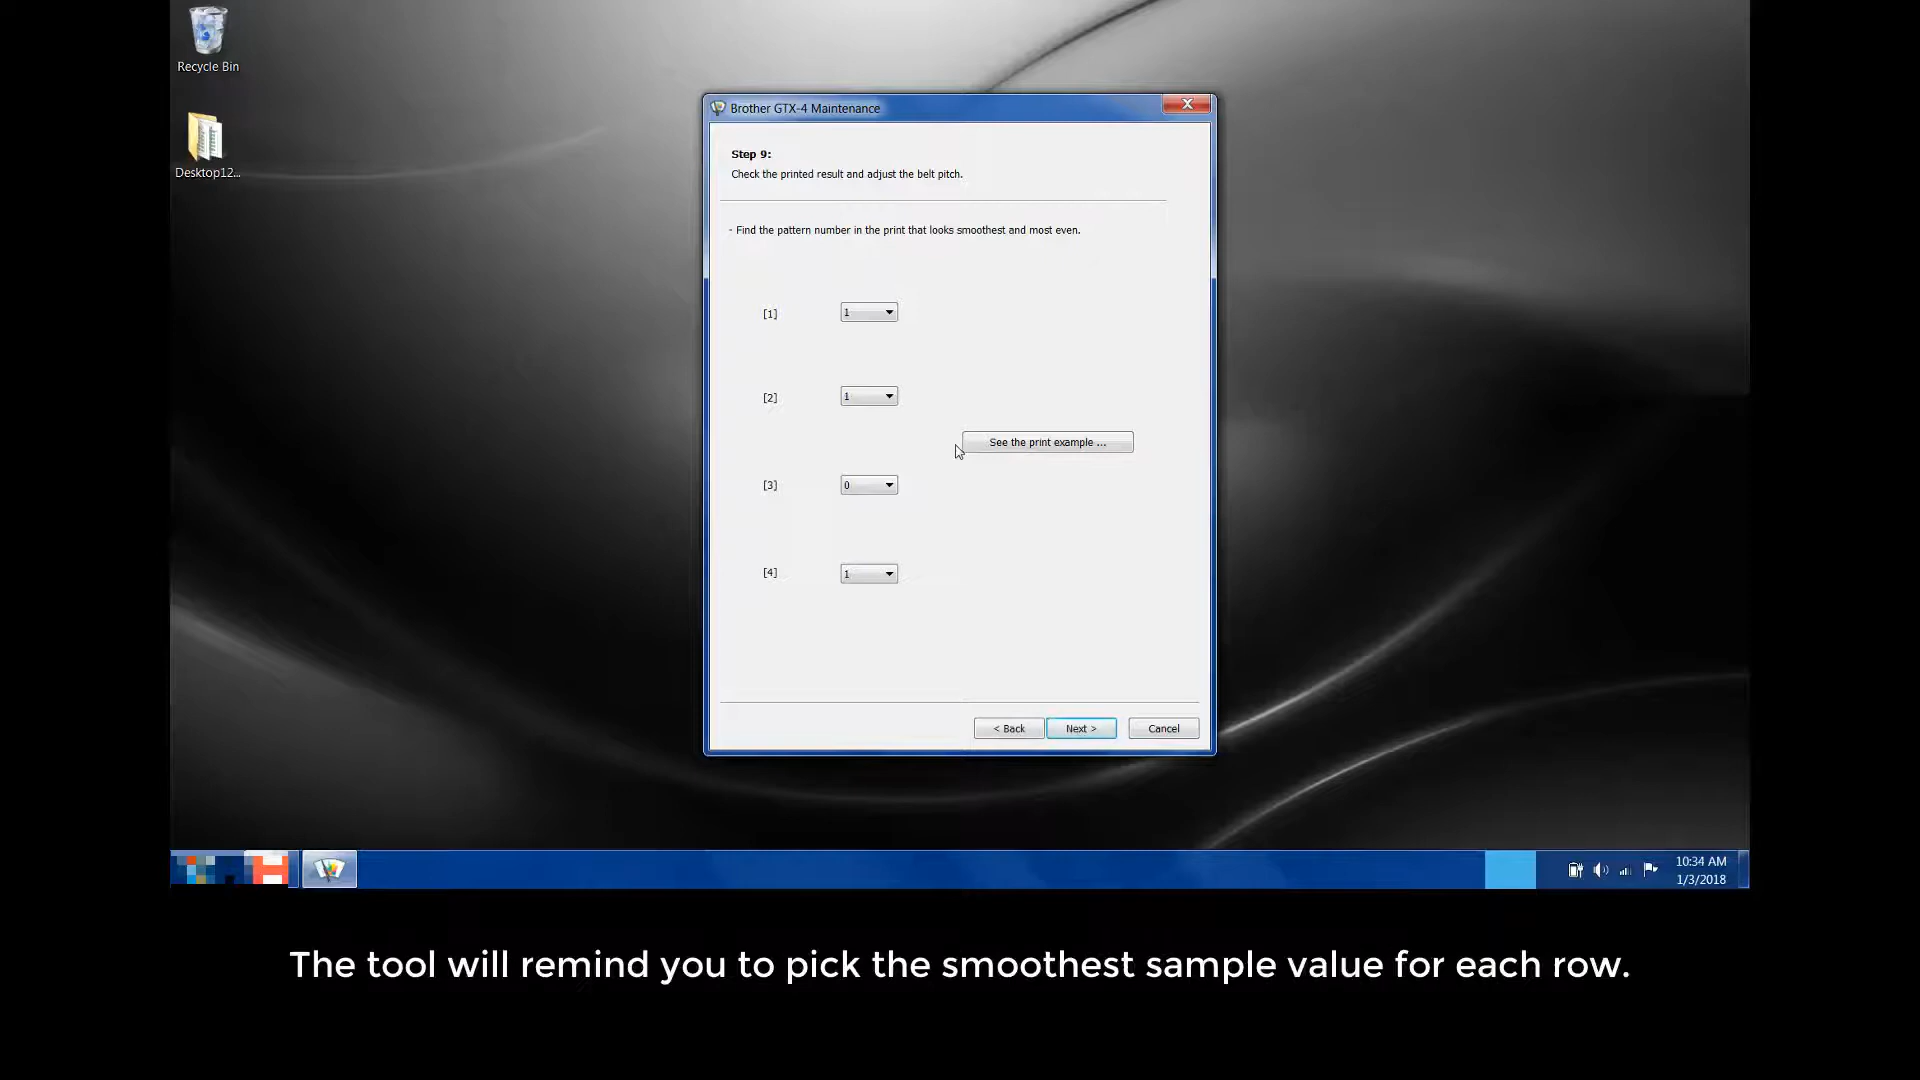 Recycle Bin
Desktop12...
Brother GTX-4 Maintenance
Step 9:
Check the printed result and adjust the belt pitch.
- Find the pattern number in the print that looks smoothest and most even.
[1] 1
[2] 1
See the print example ...
[3] 0
[4] 1
< Back Next > Cancel
10:34 AM
1/3/2018
The tool will remind you to pick the smoothest sample value for each row.